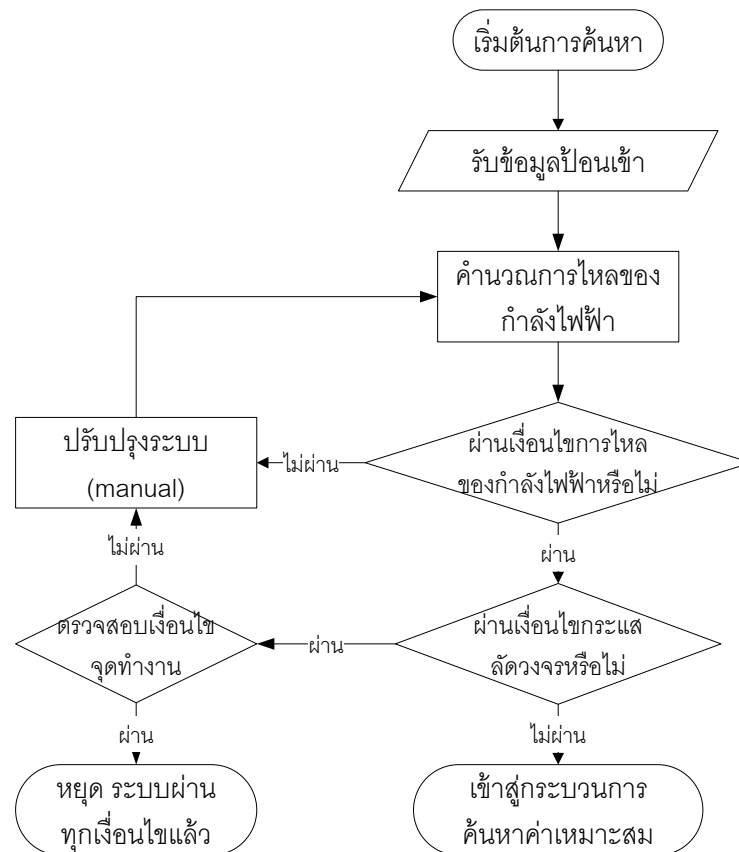 เริ่มต้นการค้นหา
รับข้อมูลป้อนเข้า
คำนวณการไหลของ
กำลังไฟฟ้า
ปรับปรุงระบบ
(manual)
ไม่ผ่าน
ผ่านเงื่อนไขการไหล
ของกำลังไฟฟ้าหรือไม่
ไม่ผ่าน
ผ่าน
ตรวจสอบเงื่อนไข
จุดทำงาน
ผ่าน
ผ่านเงื่อนไขกระแส
ลัดวงจรหรือไม่
ผ่าน
ไม่ผ่าน
หยุด ระบบผ่าน
ทุกเงื่อนไขแล้ว
เข้าสู่กระบวนการ
ค้นหาค่าเหมาะสม